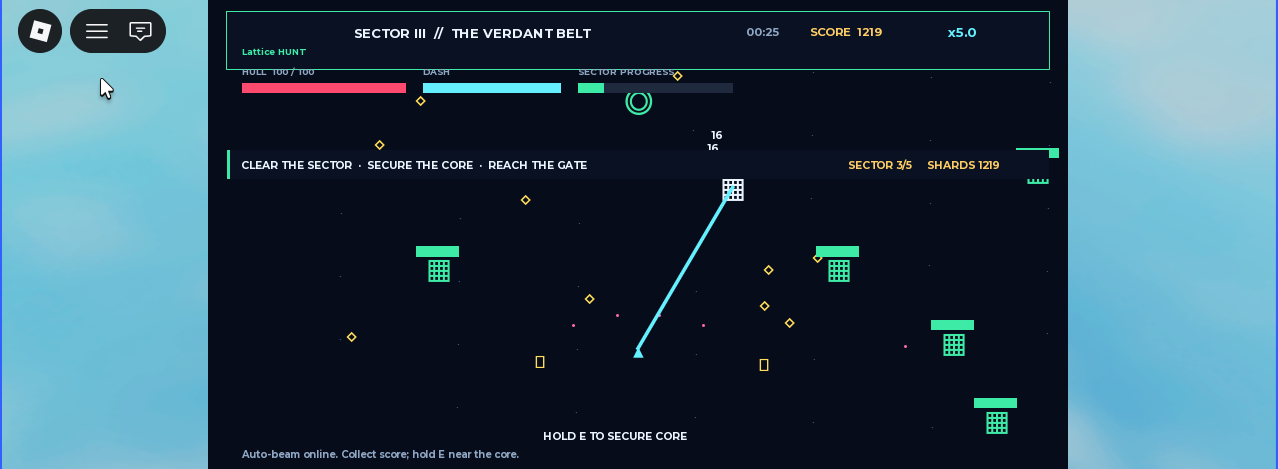 SECTOR III // THE VERDANT BELT
00:25
SCORE 1219
x5.0
Lattice HUNT
HULL 100 / 100
DASH
SECTOR PROGRESS
16
16
CLEAR THE SECTOR · SECURE THE CORE · REACH THE GATE
SECTOR 3/5
SHARDS 1219
HOLD E TO SECURE CORE
Auto-beam online. Collect score; hold E near the core.